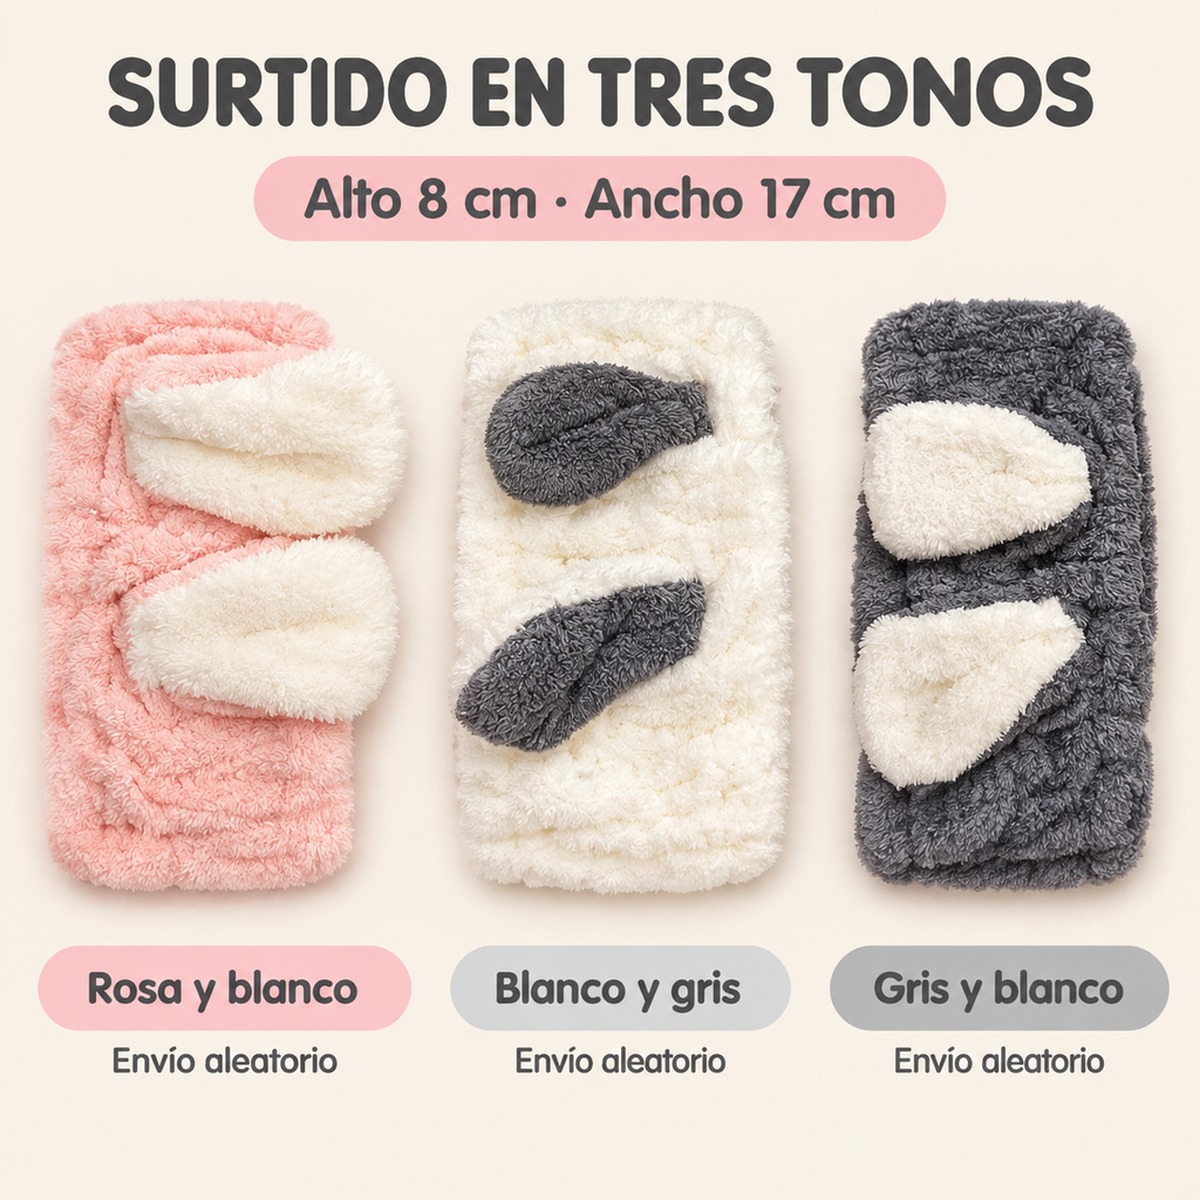 SURTIDO EN TRES TONOS
Alto 8 cm · Ancho 17 cm
Rosa y blanco
Blanco y gris
Gris y blanco
Envío aleatorio
Envío aleatorio
Envío aleatorio